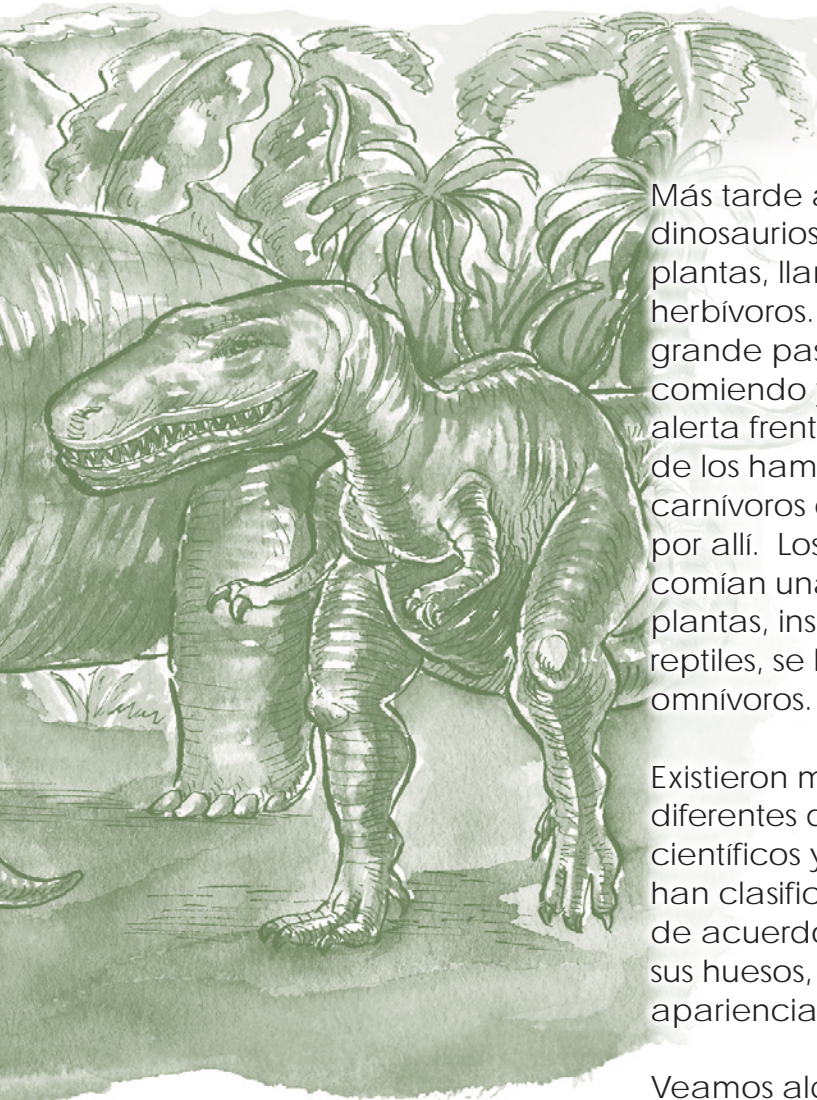 Más tarde a
dinosaurios
plantas, llar
herbívoros.
grande pas
comiendo y
alerta frent
de los ham
carnívoros
por allí. Los
comían una
plantas, ins
reptiles, se
omnívoros.
Existieron m
diferentes
científicos y
han clasific
de acuerdo
sus huesos,
apariencia
Veamos alg